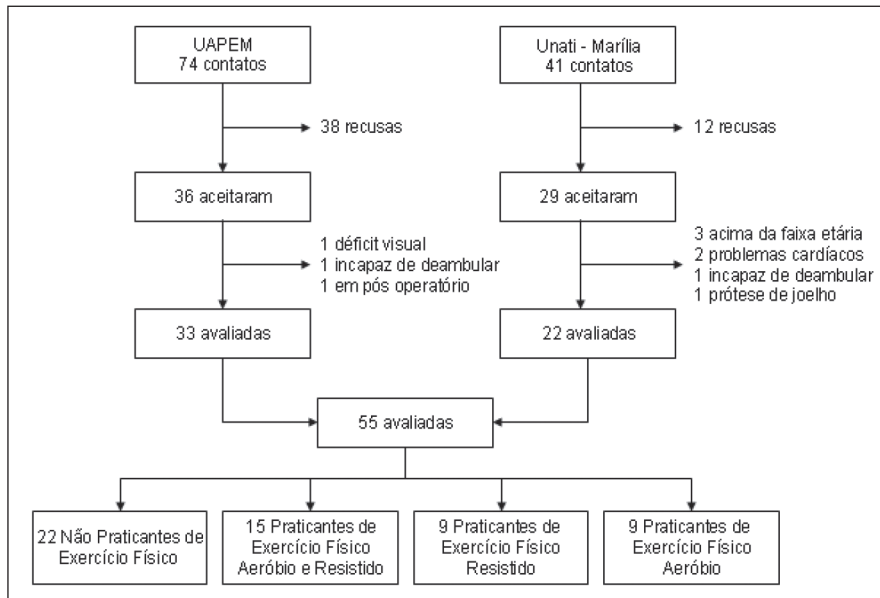 UAPEM
74 contatos
Unati - Marília
41 contatos
38 recusas
12 recusas
36 aceitaram
29 aceitaram
1 déficit visual
1 incapaz de deambular
1 em pós operatório
3 acima da faixa etária
2 problemas cardíacos
1 incapaz de deambular
1 prótese de joelho
33 avaliadas
22 avaliadas
55 avaliadas
22 Não Praticantes de
Exercício Físico
15 Praticantes de
Exercício Físico
Aeróbio e Resistido
9 Praticantes de
Exercício Físico
Resistido
9 Praticantes de
Exercício Físico
Aeróbio